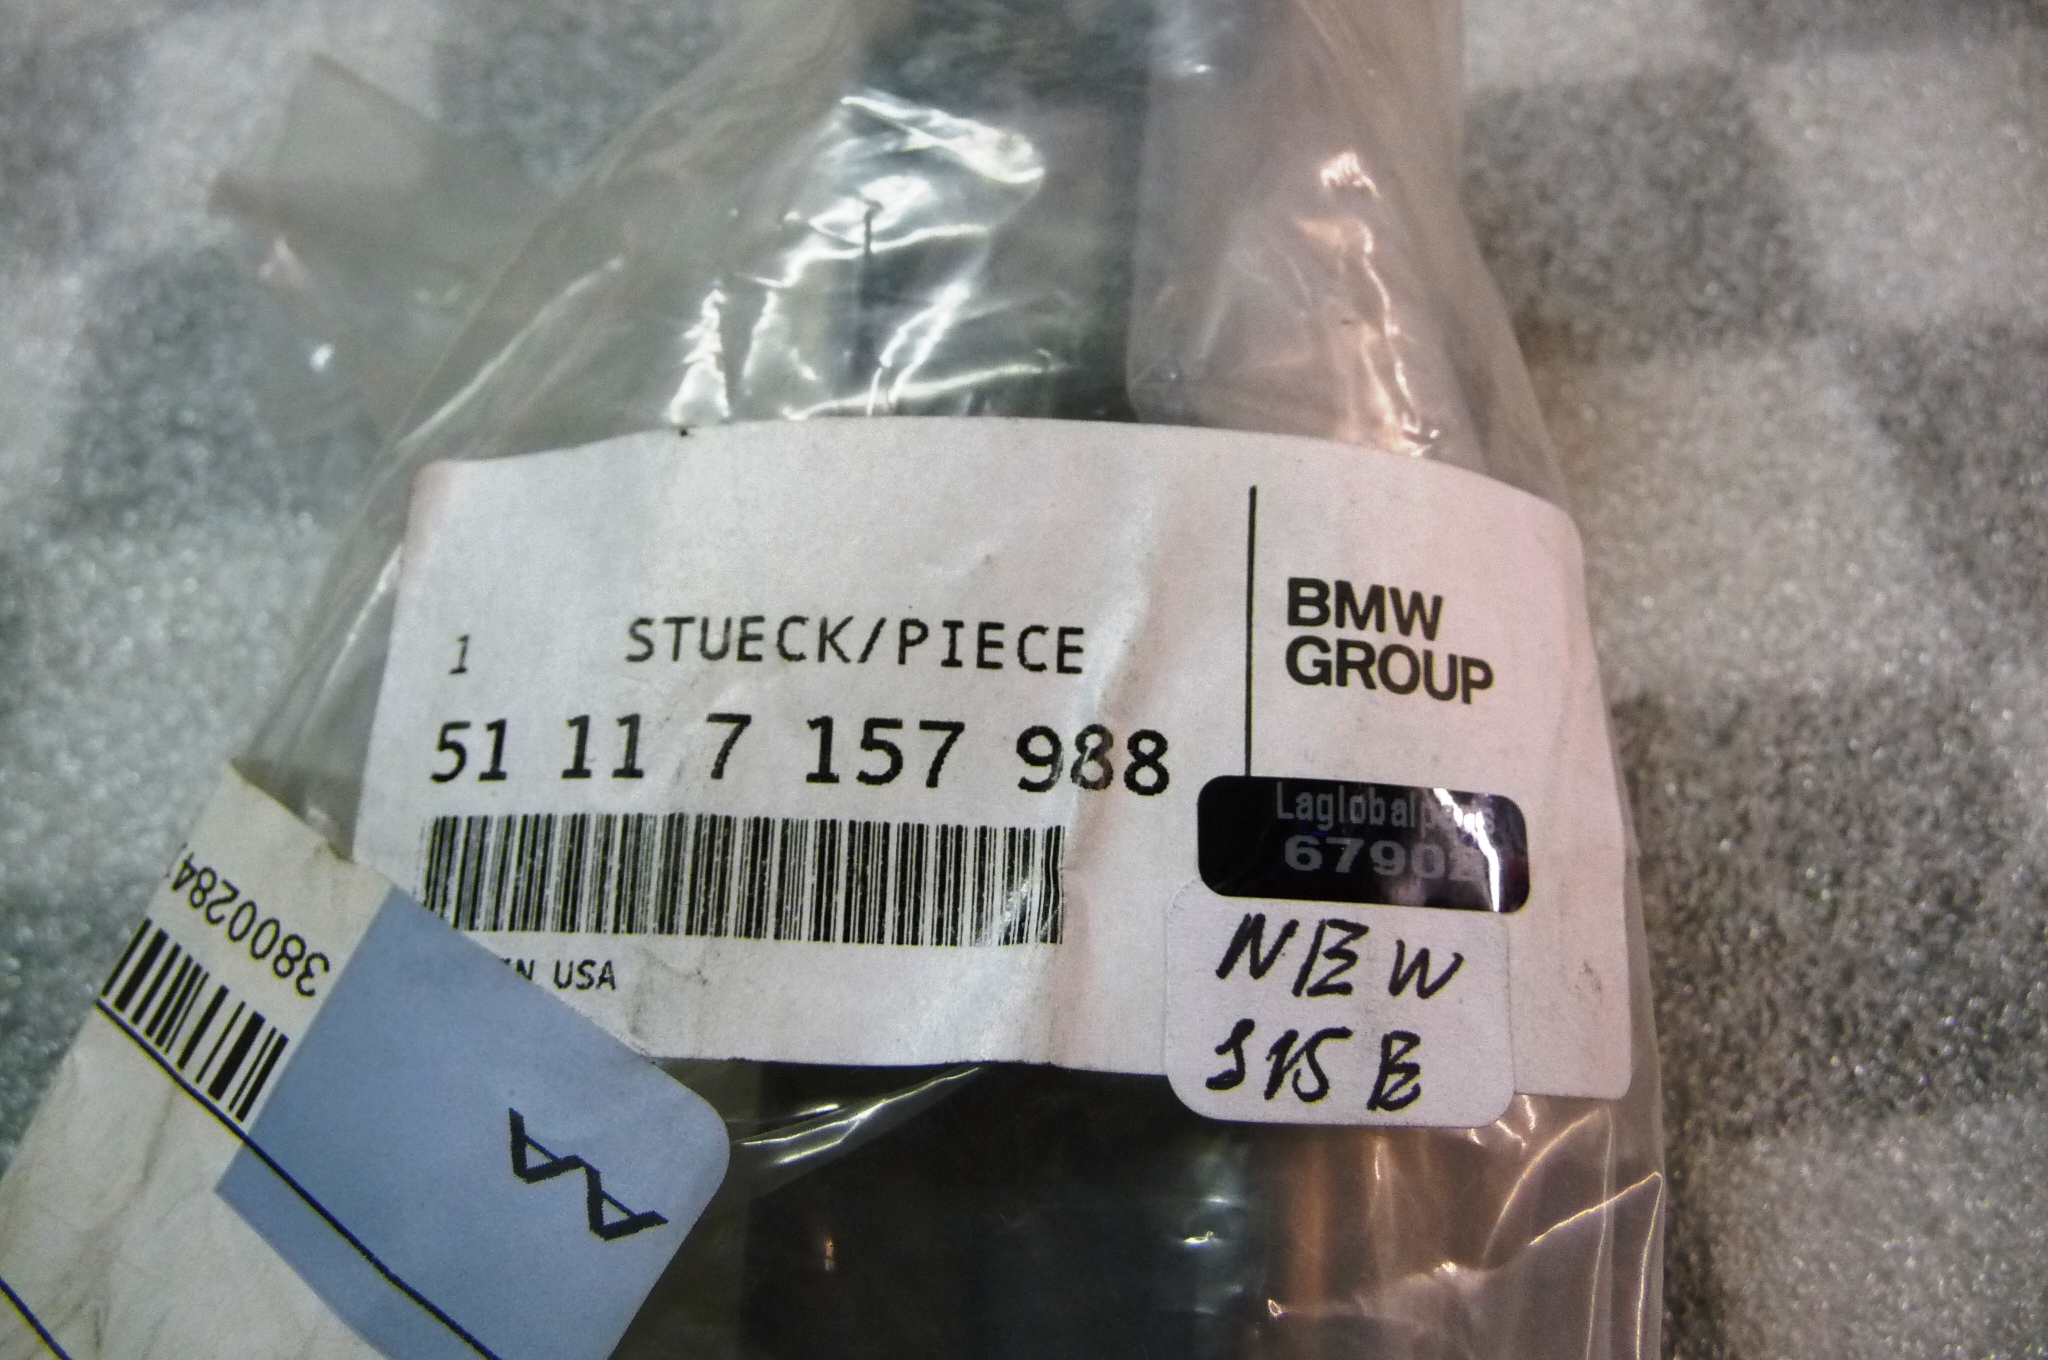 1 STUECK/PIECE
51 11 7 157 988
IN USA
BMW
GROUP
NEW
3800284